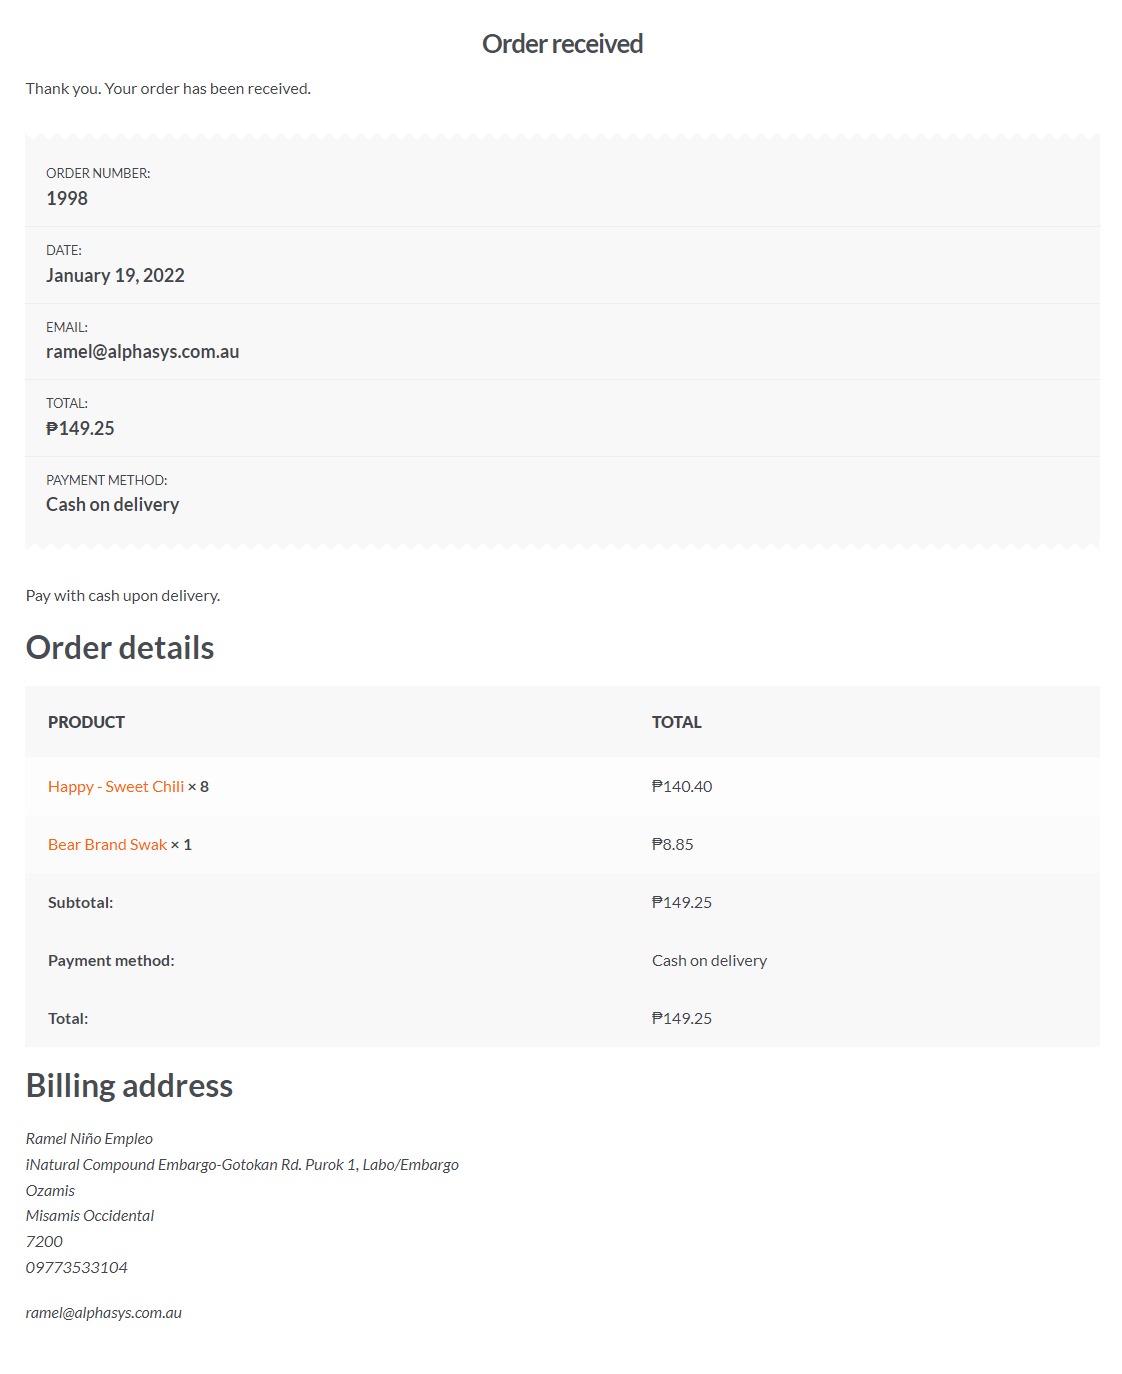 Order received
Thank you. Your order has been received.
ORDER NUMBER:
1998
DATE:
January 19, 2022
EMAIL:
ramel@alphasys.com.au
TOTAL:
₱149.25
PAYMENT METHOD:
Cash on delivery
Pay with cash upon delivery.
Order details
PRODUCT TOTAL
Happy - Sweet Chili × 8 ₱140.40
Bear Brand Swak × 1 ₱8.85
Subtotal: ₱149.25
Payment method: Cash on delivery
Total: ₱149.25
Billing address
Ramel Niño Empleo
iNatural Compound Embargo-Gotokan Rd. Purok 1, Labo/Embargo
Ozamis
Misamis Occidental
7200
09773533104
ramel@alphasys.com.au